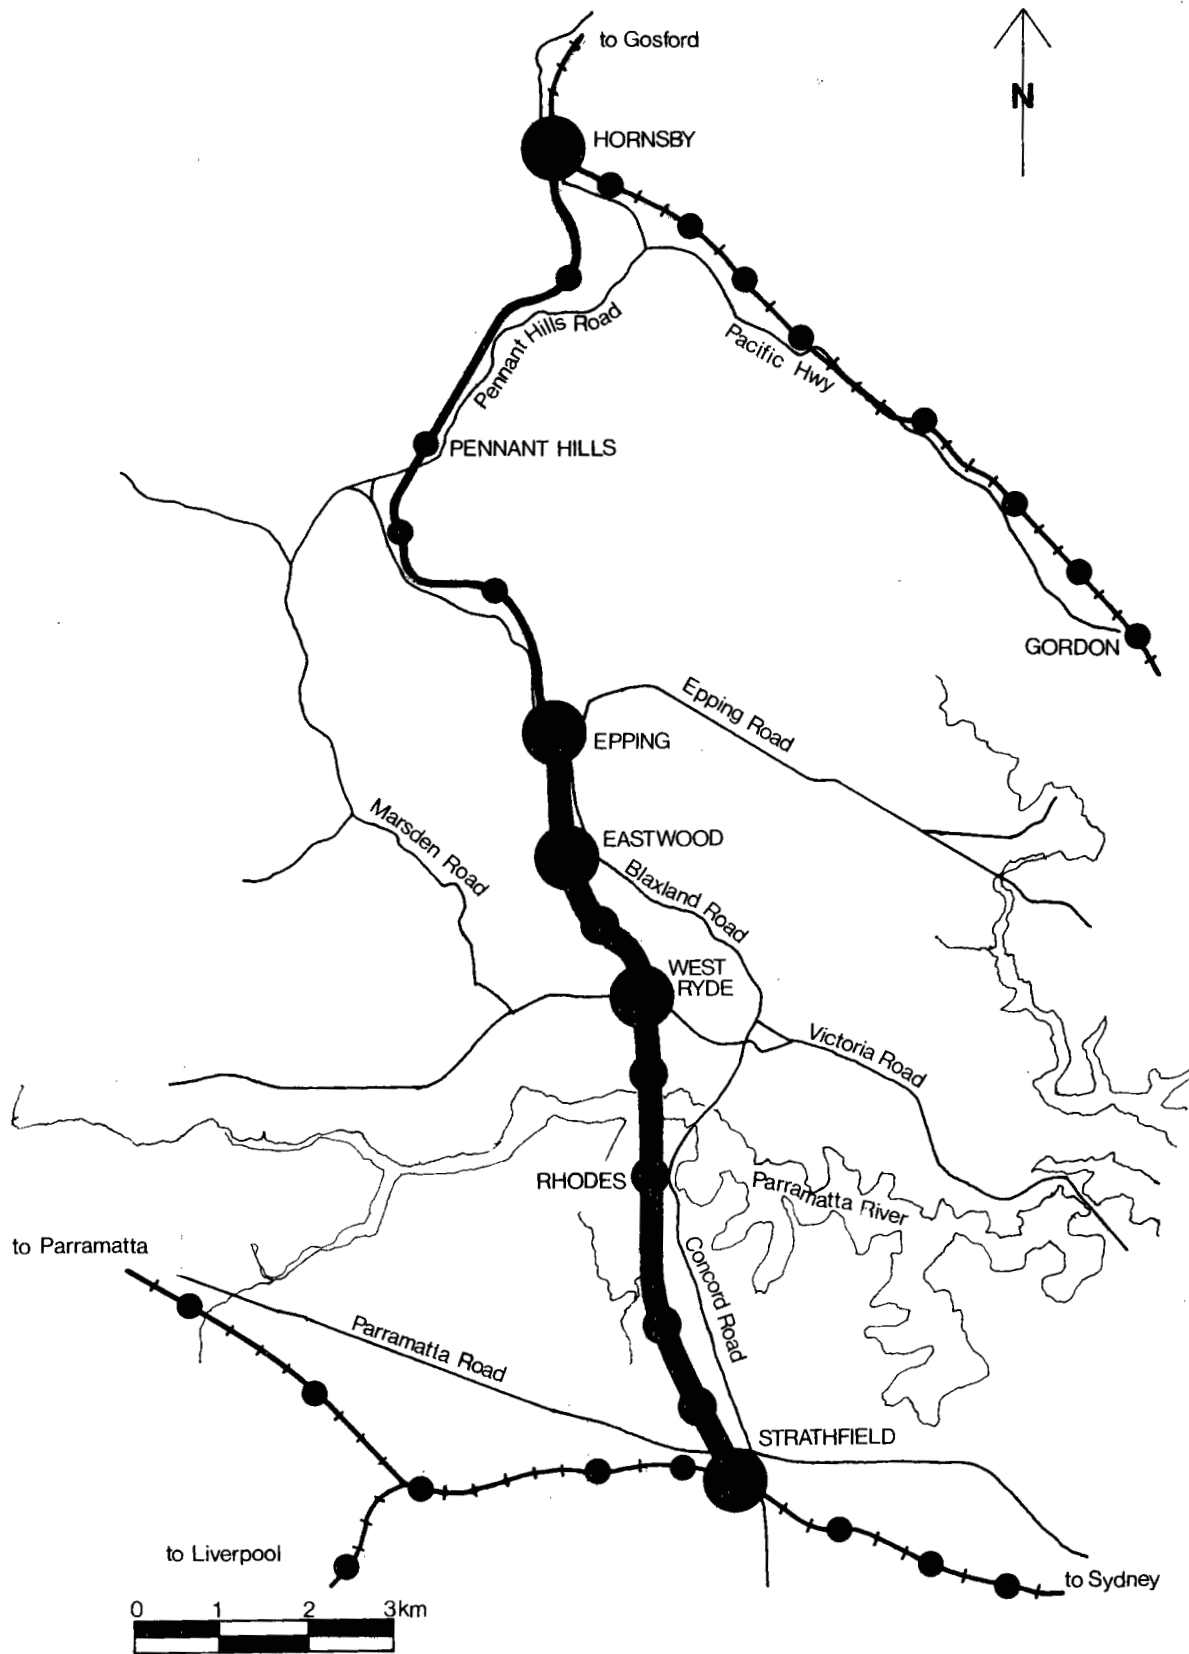 to Gosford
N
HORNSBY
Pennant Hills Road
Pacific Hwy
PENNANT HILLS
GORDON
Epping Road
EPPING
Marsden Road
EASTWOOD
Blaxland Road
WEST
RYDE
Victoria Road
RHODES
Parramatta River
to Parramatta
Concord Road
Parramatta Road
STRATHFIELD
to Liverpool
to Sydney
0 1 2 3km